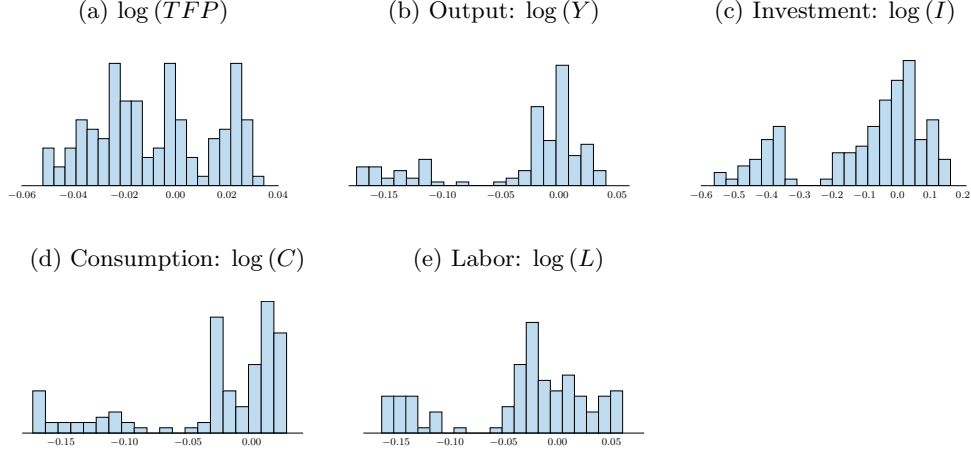 (a) log (TFP)
(b) Output: log (Y)
(c) Investment: log (I)
−0.06 −0.04 −0.02 0.00 0.02 0.04
−0.15 −0.10 −0.05 0.00 0.05
−0.6 −0.5 −0.4 −0.3 −0.2 −0.1 0.0 0.1 0.2
(d) Consumption: log (C)
(e) Labor: log (L)
−0.15 −0.10 −0.05 0.00
−0.15 −0.10 −0.05 0.00 0.05